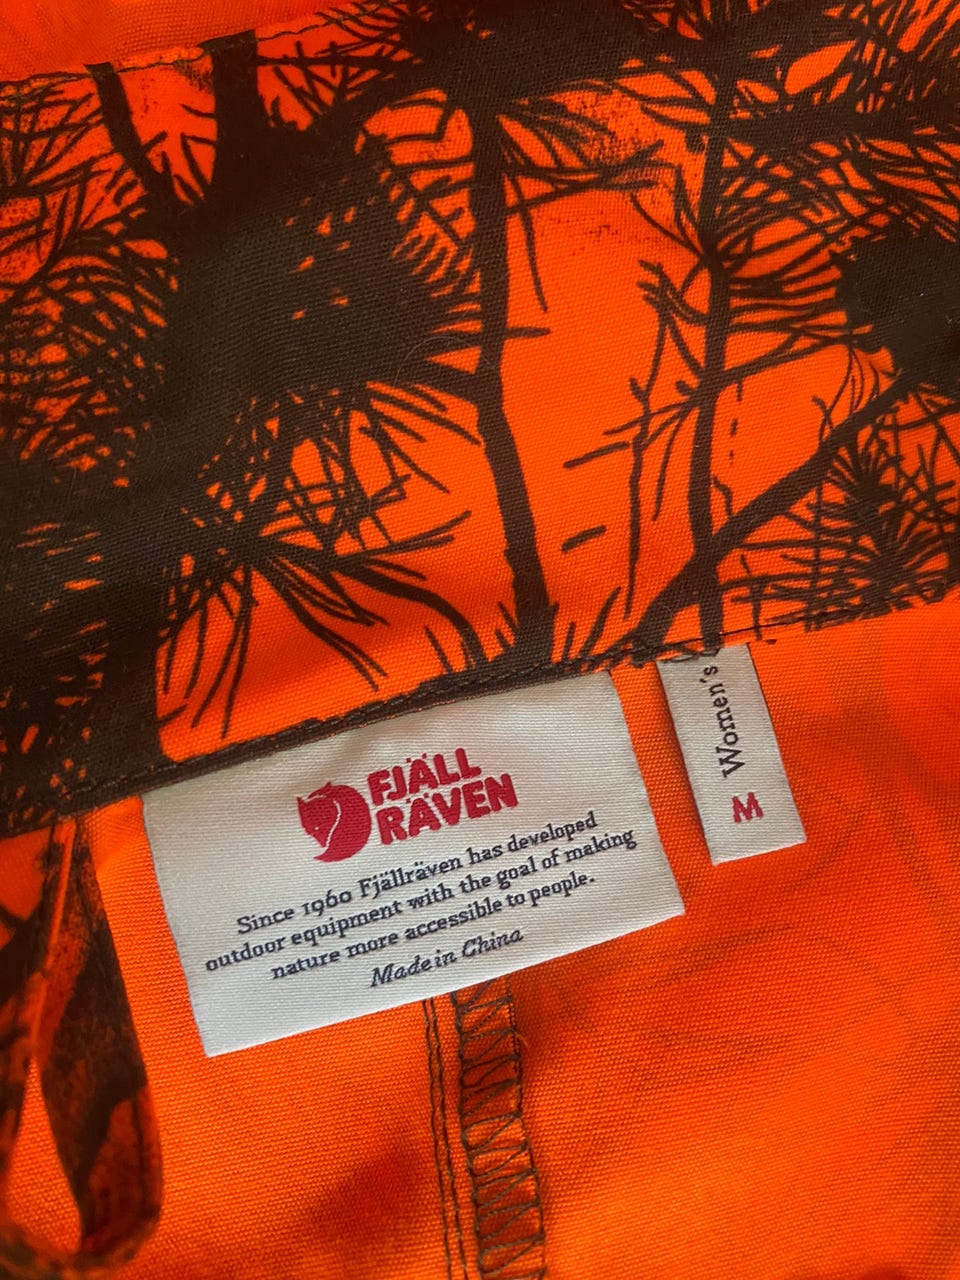 FJÄLL
RÄVEN
Since 1960 Fjällräven has developed
outdoor equipment with the goal of making
nature more accessible to people.
Made in China
Women's
M